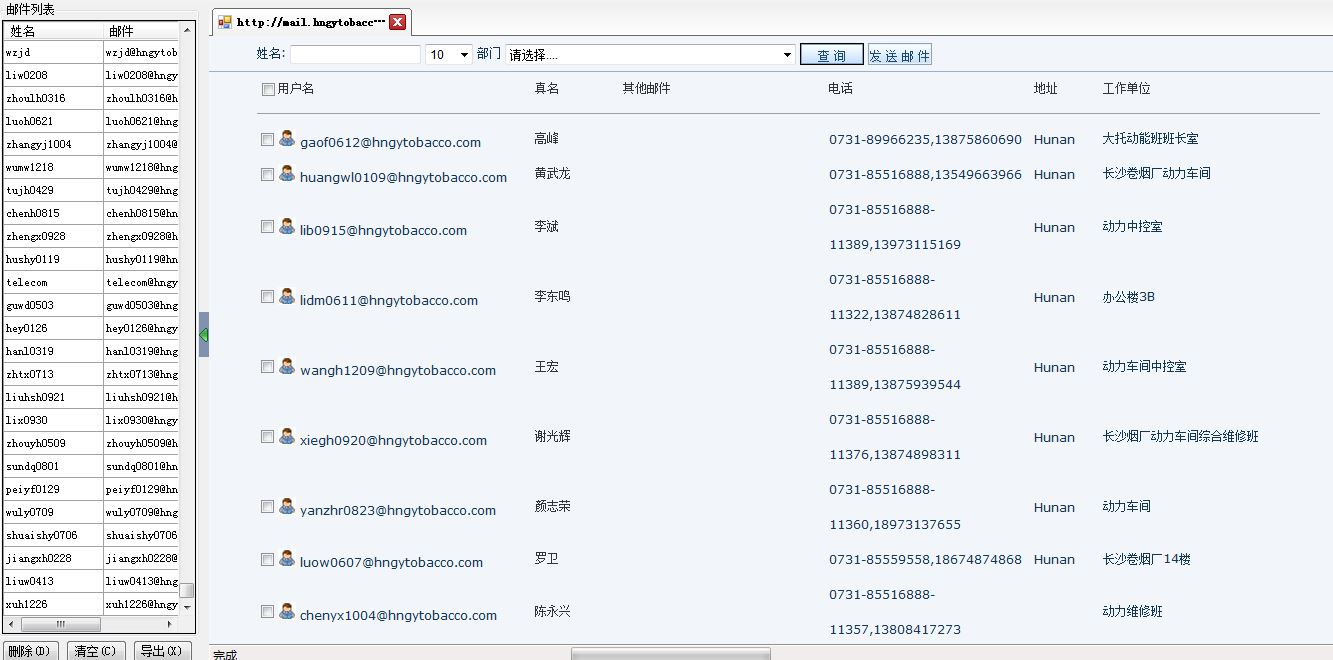 邮件列表
姓名 邮件
wzjd wzjd@hngytob
liw0208 liw0208@hngy
zhoulh0316 zhoulh0316@h
luoh0621 luoh0621@hng
zhangyj1004 zhangyj1004@
wumw1218 wumw1218@hng
tujh0429 tujh0429@hng
chenh0815 chenh0815@hn
zhengx0928 zhengx0928@h
hushy0119 hushy0119@hn
telecom telecom@hngy
guwd0503 guwd0503@hng
hey0126 hey0126@hngy
hanl0319 hanl0319@hng
zhtx0713 zhtx0713@hng
liuhsh0921 liuhsh0921@h
lix0930 lix0930@hngy
zhouyh0509 zhouyh0509@h
sundq0801 sundq0801@hn
peiyf0129 peiyf0129@hn
wuly0709 wuly0709@hng
shuaishy0706 shuaishy0706
jiangxh0228 jiangxh0228@
liuw0413 liuw0413@hng
xuh1226 xuh1226@hngy
删除(D) 清空(C) 导出(X)
http://mail.hngytobacc…
姓名: 10 部门 请选择.... 查 询 发 送 邮 件
用户名 真名 其他邮件 电话 地址 工作单位
gaof0612@hngytobacco.com 高峰 0731-89966235,13875860690 Hunan 大托动能班班长室
huangwl0109@hngytobacco.com 黄武龙 0731-85516888,13549663966 Hunan 长沙卷烟厂动力车间
lib0915@hngytobacco.com 李斌 0731-85516888-
11389,13973115169 Hunan 动力中控室
lidm0611@hngytobacco.com 李东鸣 0731-85516888-
11322,13874828611 Hunan 办公楼3B
wangh1209@hngytobacco.com 王宏 0731-85516888-
11389,13875939544 Hunan 动力车间中控室
xiegh0920@hngytobacco.com 谢光辉 0731-85516888-
11376,13874898311 Hunan 长沙烟厂动力车间综合维修班
yanzhr0823@hngytobacco.com 颜志荣 0731-85516888-
11360,18973137655 Hunan 动力车间
luow0607@hngytobacco.com 罗卫 0731-85559558,18674874868 Hunan 长沙卷烟厂14楼
chenyx1004@hngytobacco.com 陈永兴 0731-85516888-
11357,13808417273 动力维修班
完成